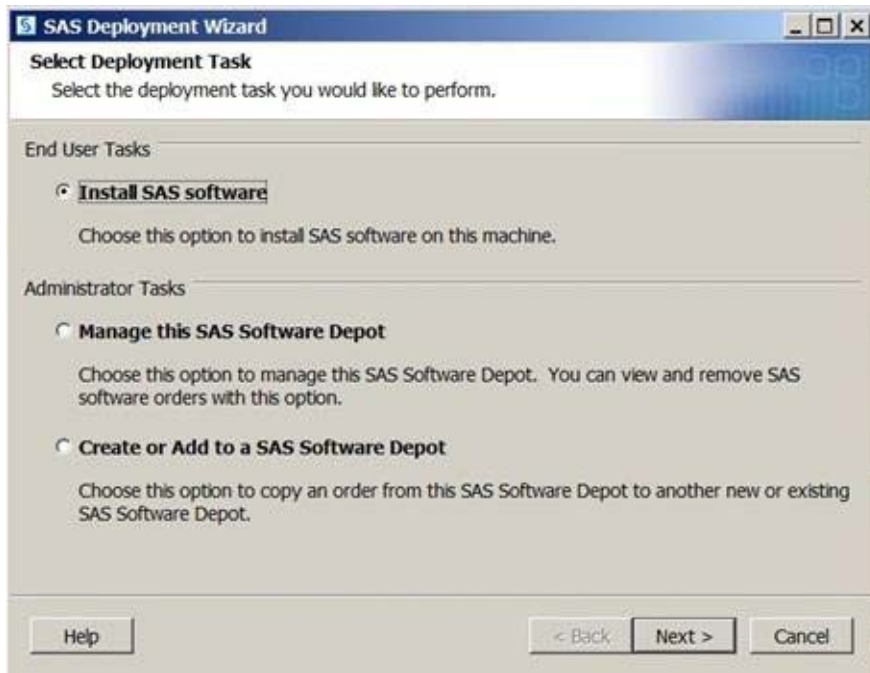 SAS Deployment Wizard
Select Deployment Task
Select the deployment task you would like to perform.
End User Tasks
Install SAS software
Choose this option to install SAS software on this machine.
Administrator Tasks
Manage this SAS Software Depot
Choose this option to manage this SAS Software Depot. You can view and remove SAS
software orders with this option.
Create or Add to a SAS Software Depot
Choose this option to copy an order from this SAS Software Depot to another new or existing
SAS Software Depot.
Help
< Back
Next >
Cancel